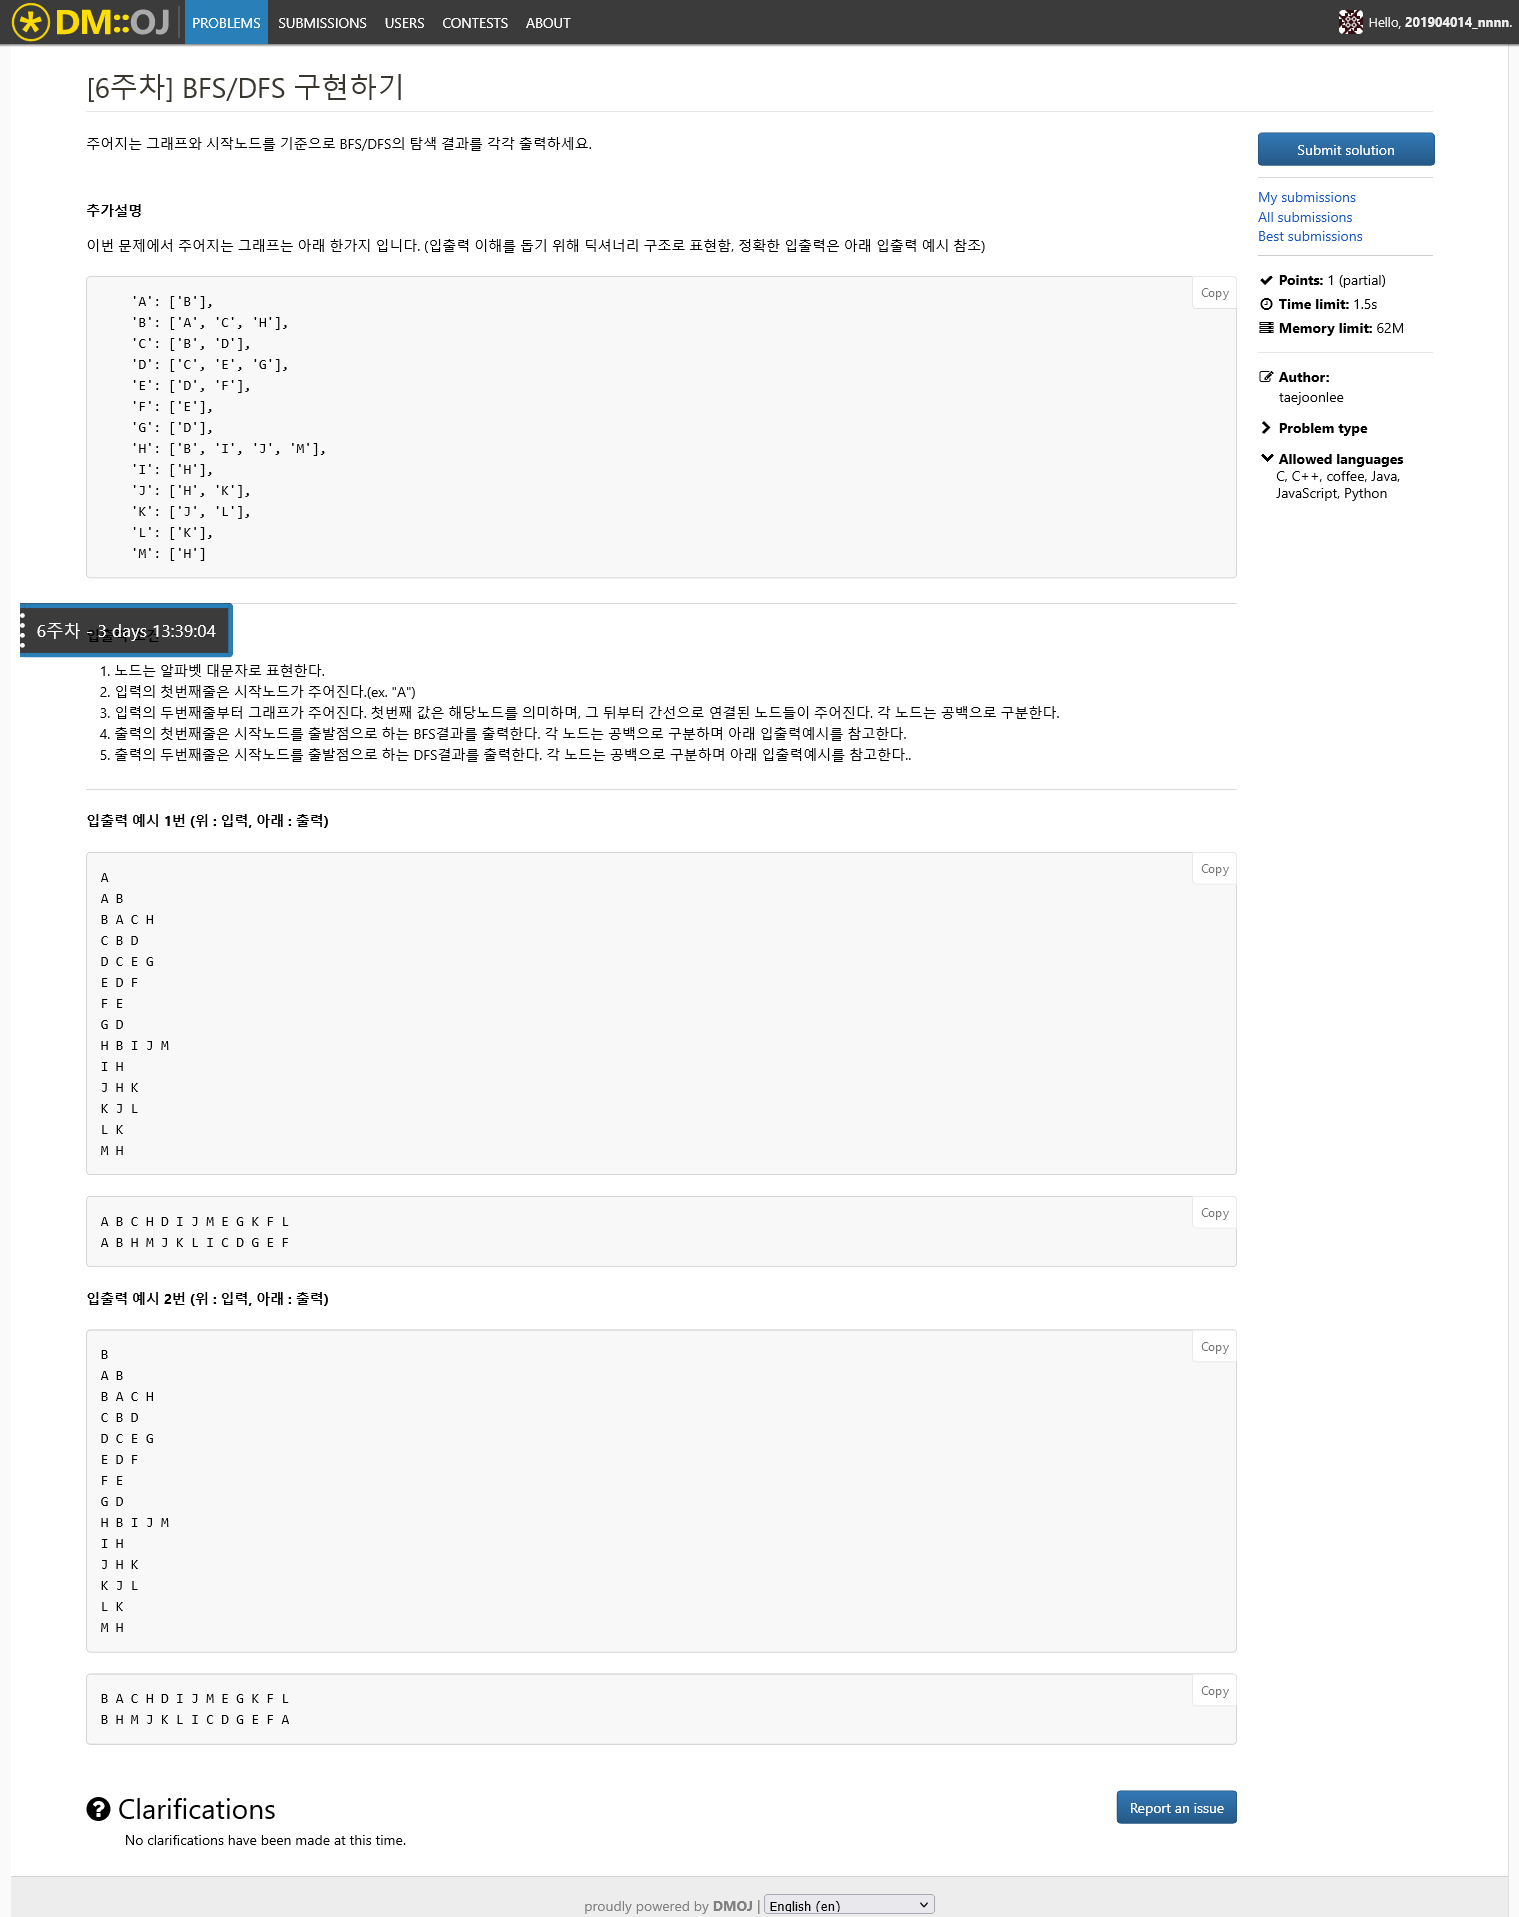 DM::OJ PROBLEMS SUBMISSIONS USERS CONTESTS ABOUT Hello, 201904014_nnnn.
[6주차] BFS/DFS 구현하기
주어지는 그래프와 시작노드를 기준으로 BFS/DFS의 탐색 결과를 각각 출력하세요.
추가설명
이번 문제에서 주어지는 그래프는 아래 한가지 입니다. (입출력 이해를 돕기 위해 딕셔너리 구조로 표현함, 정확한 입출력은 아래 입출력 예시 참조)
Copy
'A': ['B'],
'B': ['A', 'C', 'H'],
'C': ['B', 'D'],
'D': ['C', 'E', 'G'],
'E': ['D', 'F'],
'F': ['E'],
'G': ['D'],
'H': ['B', 'I', 'J', 'M'],
'I': ['H'],
'J': ['H', 'K'],
'K': ['J', 'L'],
'L': ['K'],
'M': ['H']
6주차 - 3 days 13:39:04
1. 노드는 알파벳 대문자로 표현한다.
2. 입력의 첫번째줄은 시작노드가 주어진다.(ex. "A")
3. 입력의 두번째줄부터 그래프가 주어진다. 첫번째 값은 해당노드를 의미하며, 그 뒤부터 간선으로 연결된 노드들이 주어진다. 각 노드는 공백으로 구분한다.
4. 출력의 첫번째줄은 시작노드를 출발점으로 하는 BFS결과를 출력한다. 각 노드는 공백으로 구분하며 아래 입출력예시를 참고한다.
5. 출력의 두번째줄은 시작노드를 출발점으로 하는 DFS결과를 출력한다. 각 노드는 공백으로 구분하며 아래 입출력예시를 참고한다..
입출력 예시 1번 (위 : 입력, 아래 : 출력)
Copy
A
A B
B A C H
C B D
D C E G
E D F
F E
G D
H B I J M
I H
J H K
K J L
L K
M H
Copy
A B C H D I J M E G K F L
A B H M J K L I C D G E F
입출력 예시 2번 (위 : 입력, 아래 : 출력)
Copy
B
A B
B A C H
C B D
D C E G
E D F
F E
G D
H B I J M
I H
J H K
K J L
L K
M H
Copy
B A C H D I J M E G K F L
B H M J K L I C D G E F A
Clarifications
Report an issue
No clarifications have been made at this time.
Submit solution
My submissions
All submissions
Best submissions
Points: 1 (partial)
Time limit: 1.5s
Memory limit: 62M
Author:
taejoonlee
Problem type
Allowed languages
C, C++, coffee, Java,
JavaScript, Python
proudly powered by DMOJ | English (en)